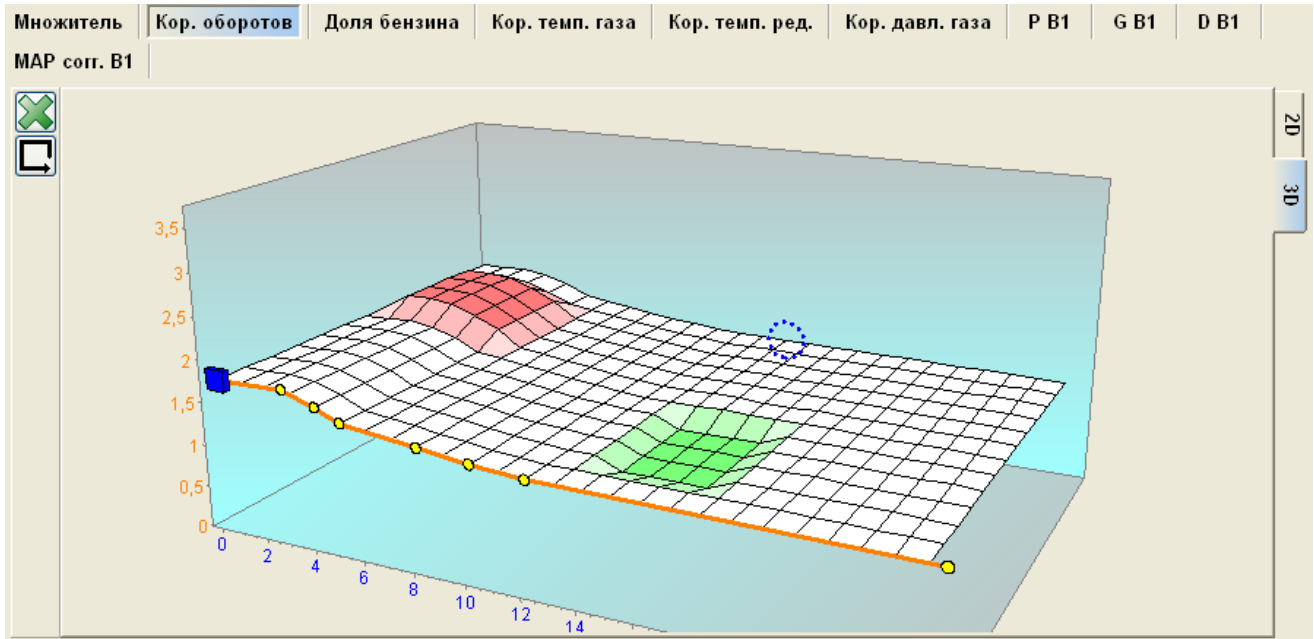 Множитель Кор. оборотов Доля бензина Кор. темп. газа Кор. темп. ред. Кор. давл. газа P B1 G B1 D B1
MAP corr. B1
2D
3D
3,5
3
2,5
2
1,5
1
0,5
0
0 2 4 6 8 10 12 14